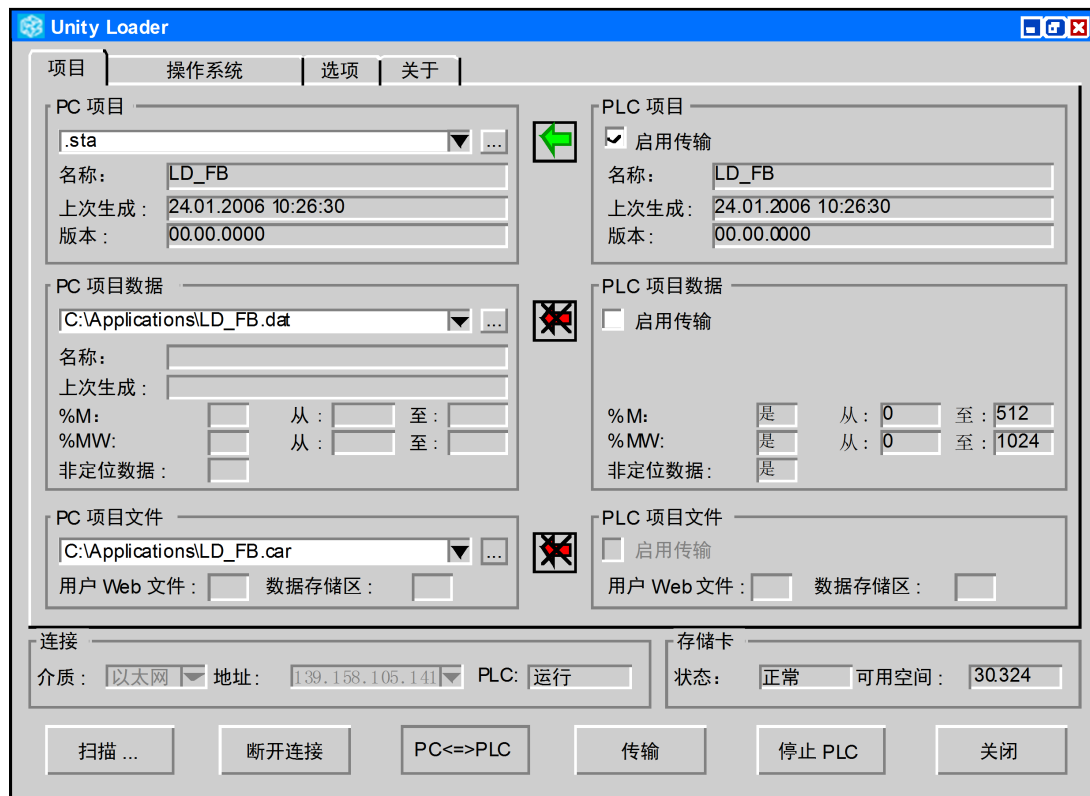 Unity Loader
项目 操作系统 选项 关于
PC 项目 PLC 项目
.sta ... 启用传输
名称： LD_FB 名称： LD_FB
上次生成： 24.01.2006 10:26:30 上次生成： 24.01.2006 10:26:30
版本： 00.00.0000 版本： 00.00.0000
PC 项目数据 PLC 项目数据
C:\Applications\LD_FB.dat ... 启用传输
名称：
上次生成：
%M： 从： 至： %M： 是 从：0 至：512
%MW: 从： 至： %MW: 是 从：0 至：1024
非定位数据： 非定位数据： 是
PC 项目文件 PLC 项目文件
C:\Applications\LD_FB.car ... 启用传输
用户 Web 文件： 数据存储区： 用户 Web 文件： 数据存储区：
连接 存储卡
介质： 以太网 地址： 139.158.105.141 PLC: 运行 状态： 正常 可用空间： 30.324
扫描 ... 断开连接 PC<=>PLC 传输 停止 PLC 关闭